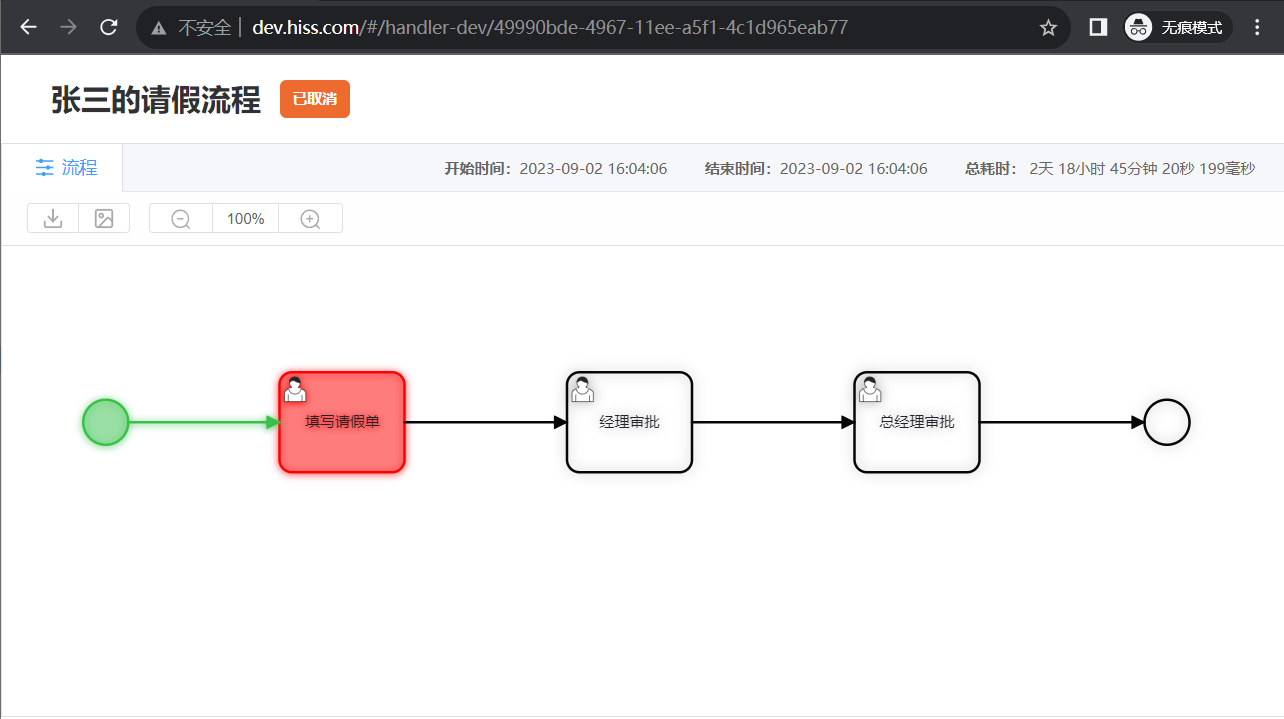 不安全 dev.hiss.com/#/handler-dev/49990bde-4967-11ee-a5f1-4c1d965eab77 无痕模式
张三的请假流程 已取消
流程 开始时间：2023-09-02 16:04:06 结束时间：2023-09-02 16:04:06 总耗时： 2天 18小时 45分钟 20秒 199毫秒
100%
填写请假单 经理审批 总经理审批